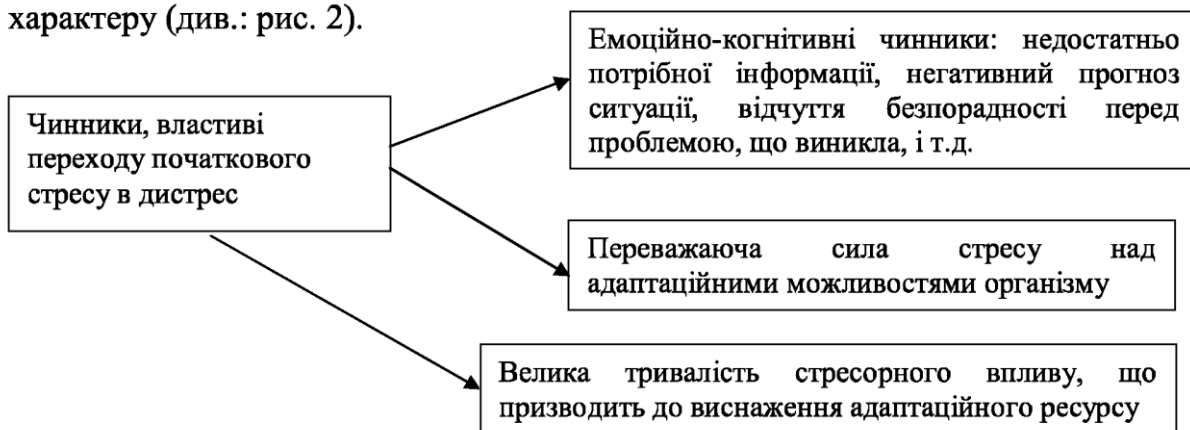 характеру (див.: рис. 2).
Чинники, властиві
переходу початкового
стресу в дистрес
Емоційно-когнітивні чинники: недостатньо
потрібної інформації, негативний прогноз
ситуації, відчуття безпорадності перед
проблемою, що виникла, і т.д.
Переважаюча сила стресу над
адаптаційними можливостями організму
Велика тривалість стресорного впливу, що
призводить до виснаження адаптаційного ресурсу